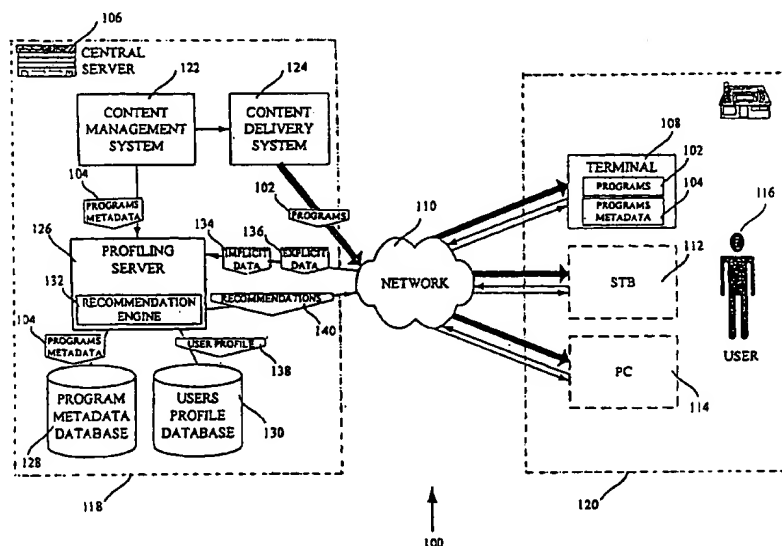 106
CENTRAL
SERVER
122
124
CONTENT
MANAGEMENT
SYSTEM
CONTENT
DELIVERY
SYSTEM
104
PROGRAMS
METADATA
102
PROGRAMS
126
134
136
PROFILING
SERVER
IMPLICIT
DATA
EXPLICIT
DATA
132
RECOMMENDATION
ENGINE
RECOMMENDATIONS
140
104
PROGRAMS
METADATA
USER PROFILE
138
PROGRAM
METADATA
DATABASE
128
USERS
PROFILE
DATABASE
130
118
110
NETWORK
108
TERMINAL
102
PROGRAMS
104
PROGRAMS
METADATA
112
STB
PC
114
116
USER
120
100